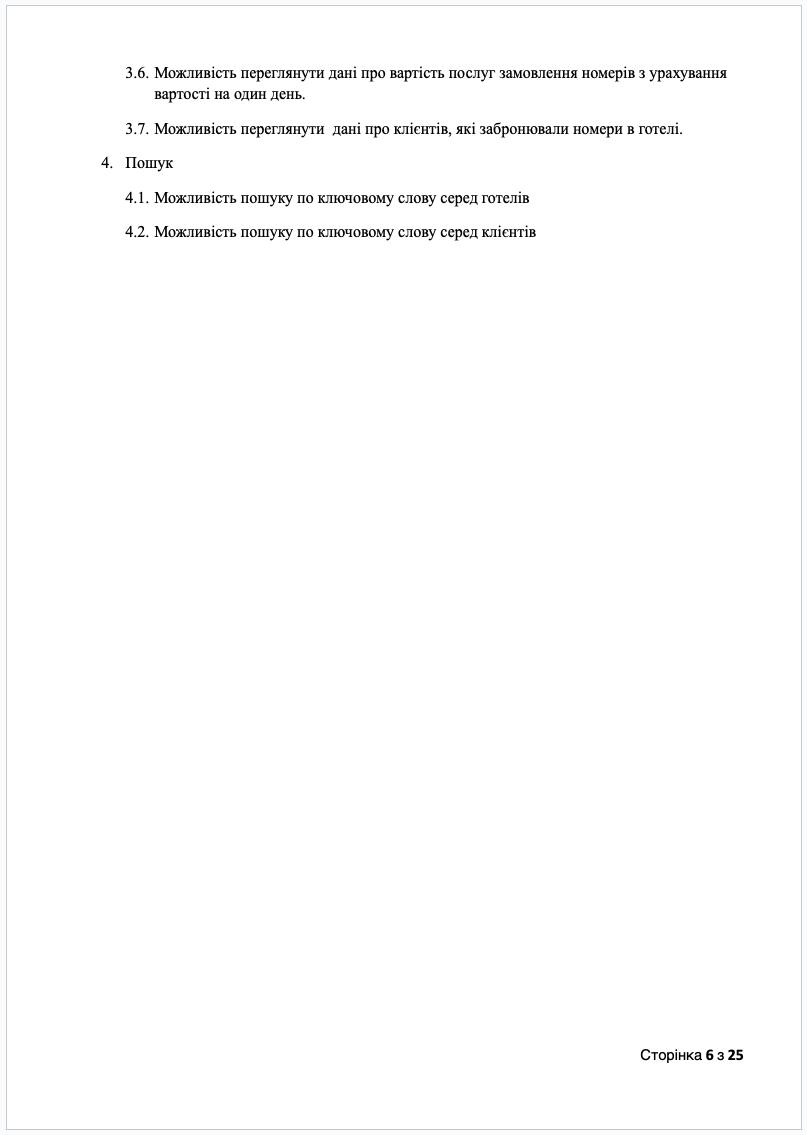 3.6. Можливість переглянути дані про вартість послуг замовлення номерів з урахування
вартості на один день.
3.7. Можливість переглянути  дані про клієнтів, які забронювали номери в готелі.
4. Пошук
4.1. Можливість пошуку по ключовому слову серед готелів
4.2. Можливість пошуку по ключовому слову серед клієнтів
Сторінка 6 з 25